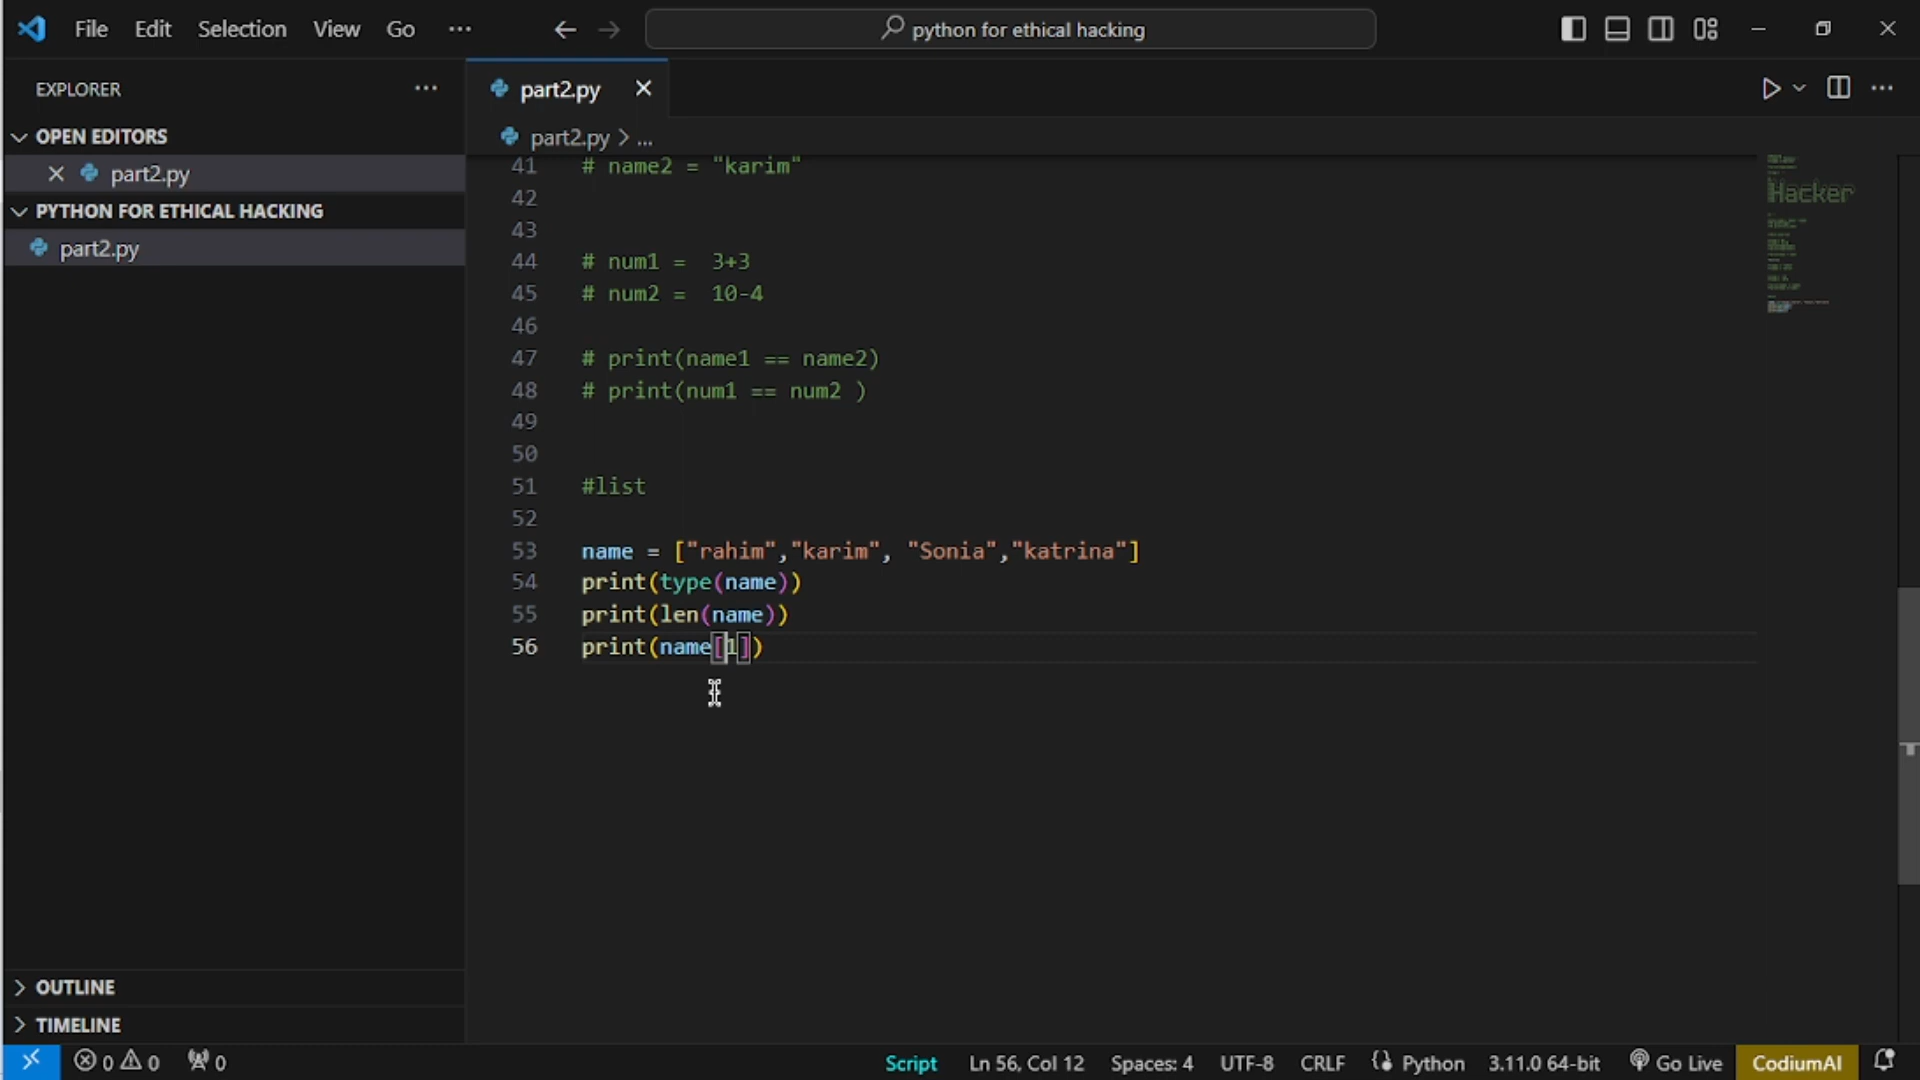 File Edit Selection View Go ... python for ethical hacking
EXPLORER ...
OPEN EDITORS
part2.py
PYTHON FOR ETHICAL HACKING
part2.py
OUTLINE
TIMELINE
part2.py
part2.py > ...
41 # name2 = "karim"
42
43
44 # num1 = 3+3
45 # num2 = 10-4
46
47 # print(name1 == name2)
48 # print(num1 == num2 )
49
50
51 #list
52
53 name = ["rahim","karim", "Sonia","katrina"]
54 print(type(name))
55 print(len(name))
56 print(name[1])
Hacker
0 0 0 Script Ln 56, Col 12 Spaces: 4 UTF-8 CRLF Python 3.11.0 64-bit Go Live CodiumAI